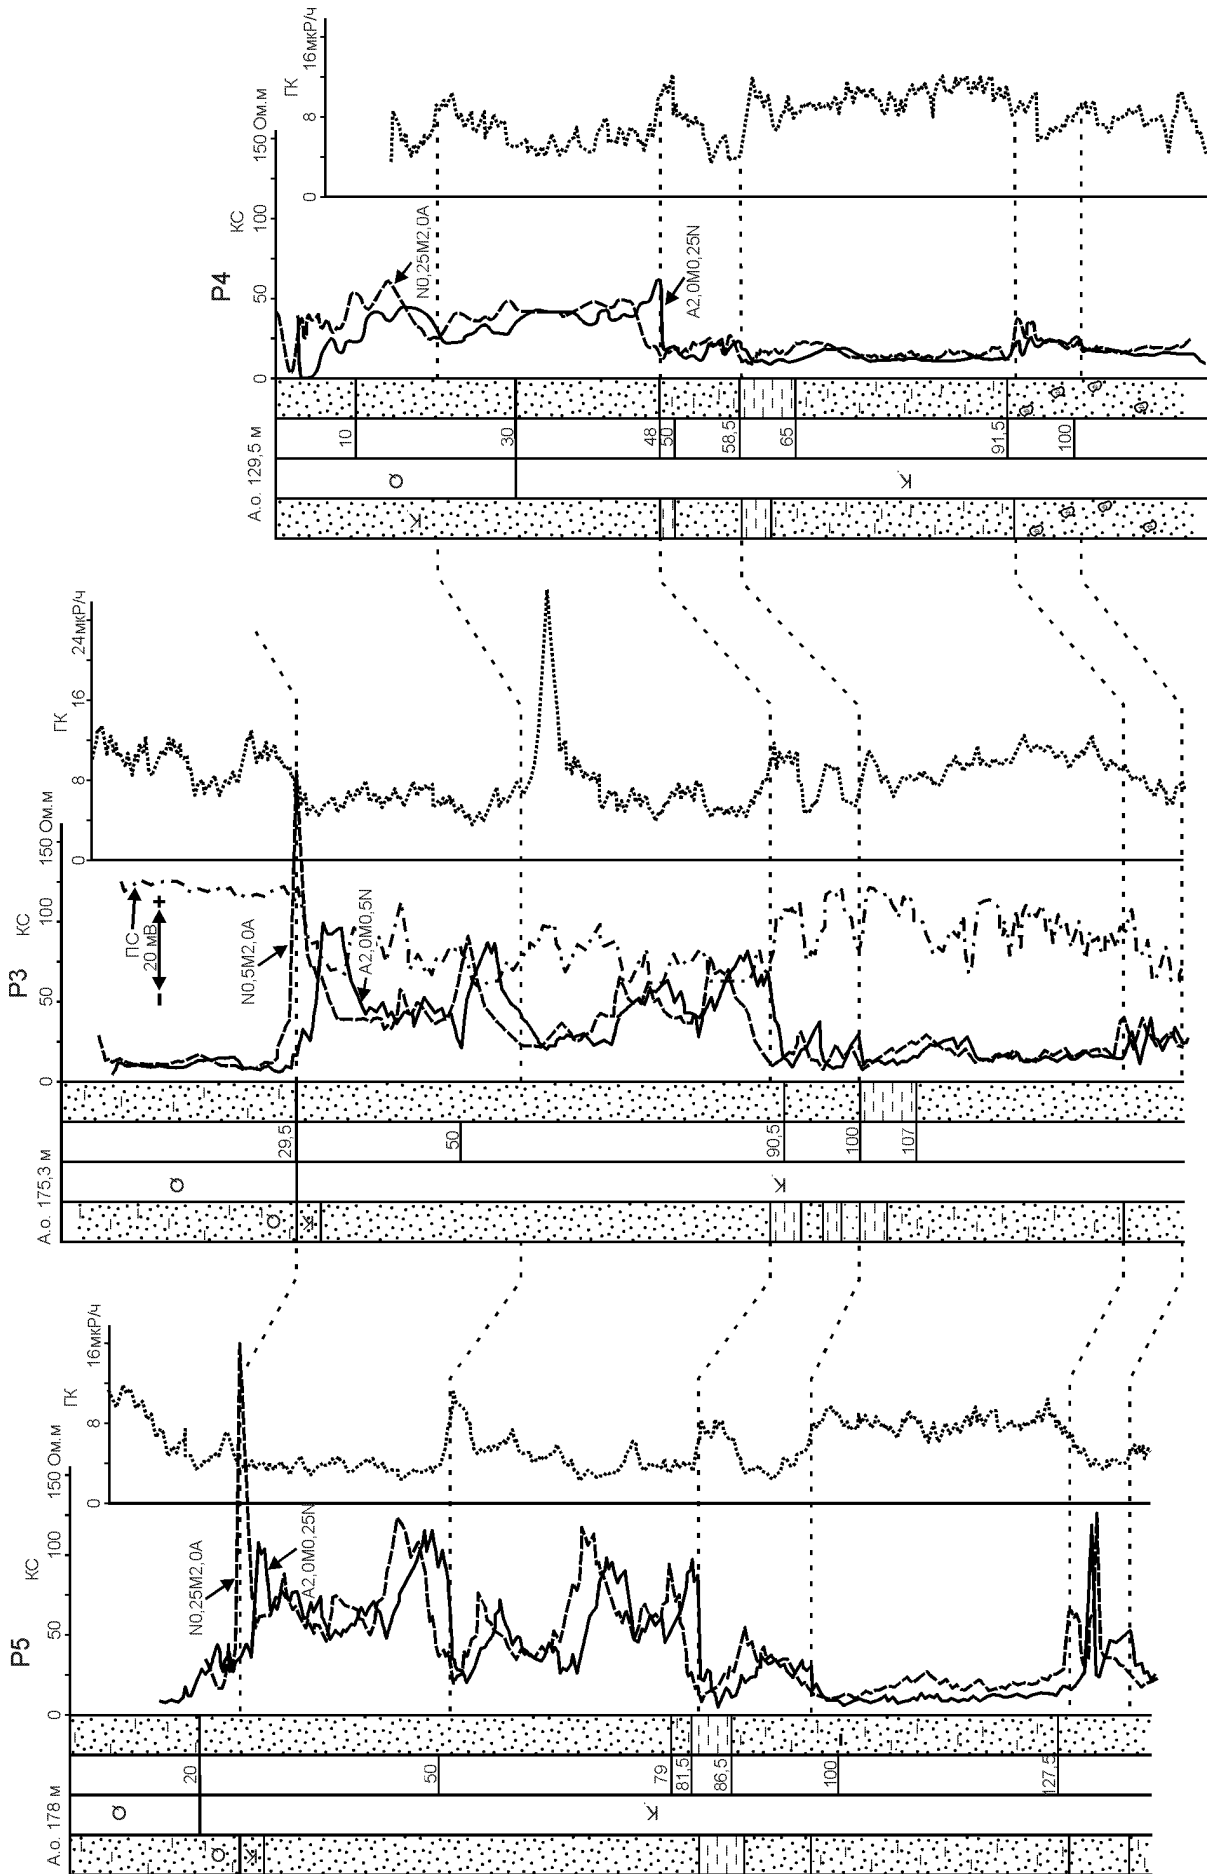 P5
А.о. 178 м
КС
0
50
100
150 Ом.м
ГК
0
8
16мкР/ч
N0,25M2,0A
A2,0M0,25N
Q
K
Q
K
20
50
79
81,5
86,5
100
127,5
P3
А.о. 175,3 м
КС
0
50
100
150 Ом.м
ГК
0
8
16
24мкР/ч
ПС
20 мВ
– +
N0,5M2,0A
A2,0M0,5N
Q
K
Q
K
29,5
50
90,5
100
107
P4
А.о. 129,5 м
КС
0
50
100
150 Ом.м
ГК
0
8
16мкР/ч
N0,25M2,0A
A2,0M0,25N
Q
K
K
10
30
48
50
58,5
65
91,5
100